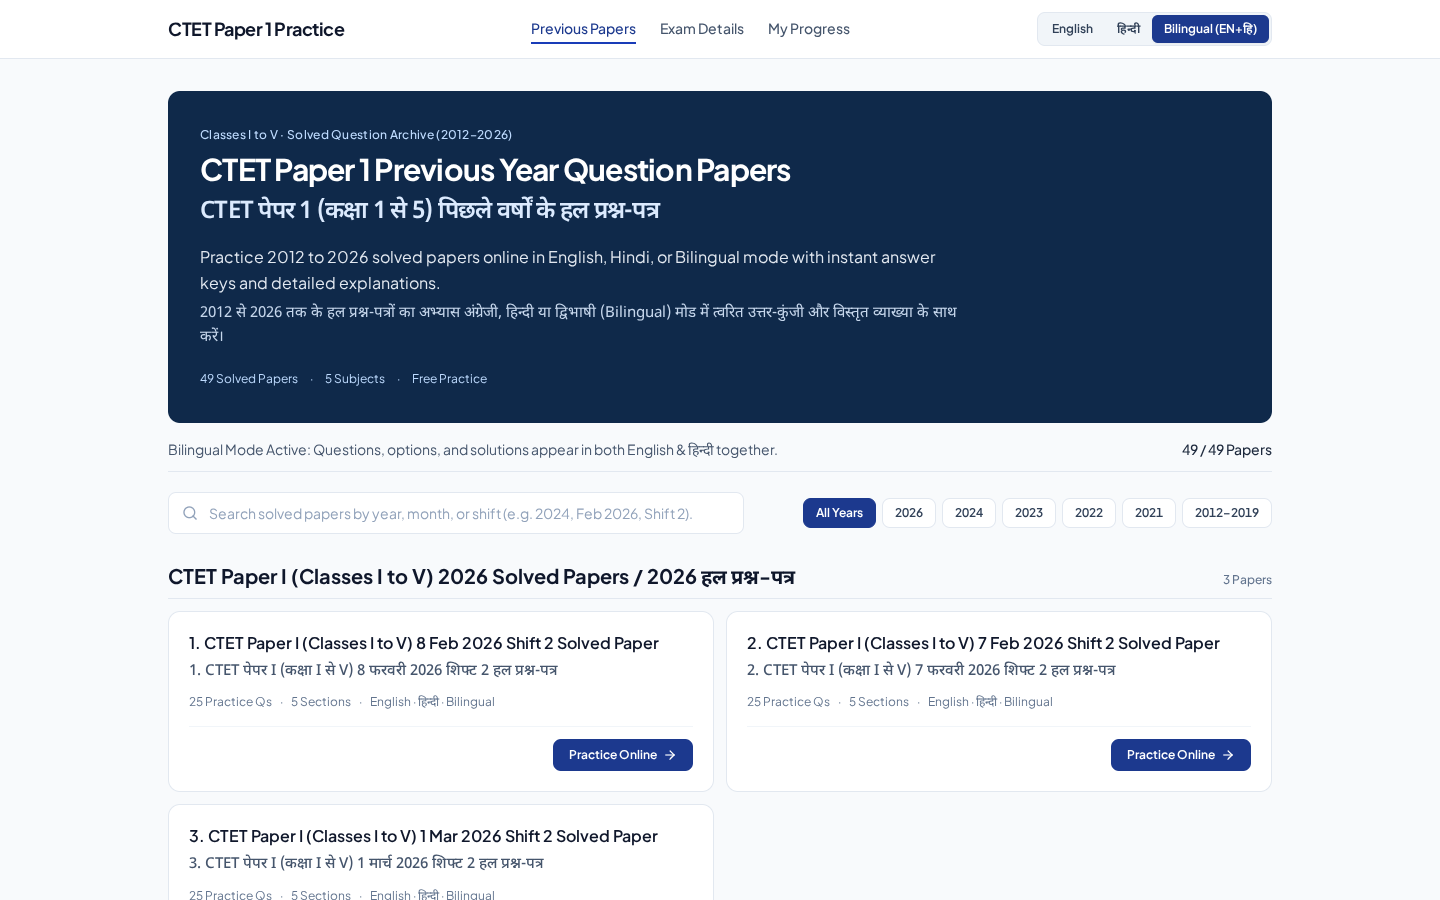 CTET Paper 1 Practice
Previous Papers
Exam Details
My Progress
English
हिन्दी
Bilingual (EN+हि)
Classes I to V · Solved Question Archive (2012–2026)
CTET Paper 1 Previous Year Question Papers
CTET पेपर 1 (कक्षा 1 से 5) पिछले वर्षों के हल प्रश्न-पत्र
Practice 2012 to 2026 solved papers online in English, Hindi, or Bilingual mode with instant answer
keys and detailed explanations.
2012 से 2026 तक के हल प्रश्न-पत्रों का अभ्यास अंग्रेजी, हिन्दी या द्विभाषी (Bilingual) मोड में त्वरित उत्तर-कुंजी और विस्तृत व्याख्या के साथ
करें।
49 Solved Papers · 5 Subjects · Free Practice
Bilingual Mode Active: Questions, options, and solutions appear in both English & हिन्दी together.
49 / 49 Papers
Search solved papers by year, month, or shift (e.g. 2024, Feb 2026, Shift 2).
All Years
2026
2024
2023
2022
2021
2012–2019
CTET Paper I (Classes I to V) 2026 Solved Papers / 2026 हल प्रश्न-पत्र
3 Papers
1. CTET Paper I (Classes I to V) 8 Feb 2026 Shift 2 Solved Paper
1. CTET पेपर I (कक्षा I से V) 8 फरवरी 2026 शिफ्ट 2 हल प्रश्न-पत्र
25 Practice Qs · 5 Sections · English · हिन्दी · Bilingual
Practice Online →
2. CTET Paper I (Classes I to V) 7 Feb 2026 Shift 2 Solved Paper
2. CTET पेपर I (कक्षा I से V) 7 फरवरी 2026 शिफ्ट 2 हल प्रश्न-पत्र
25 Practice Qs · 5 Sections · English · हिन्दी · Bilingual
Practice Online →
3. CTET Paper I (Classes I to V) 1 Mar 2026 Shift 2 Solved Paper
3. CTET पेपर I (कक्षा I से V) 1 मार्च 2026 शिफ्ट 2 हल प्रश्न-पत्र
25 Practice Qs · 5 Sections · English · हिन्दी · Bilingual